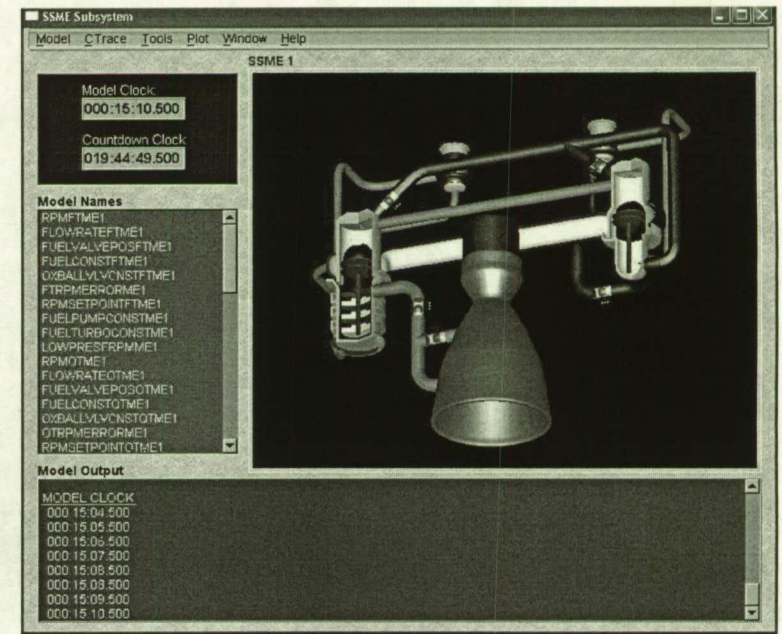 SSME Subsystem
Model CTrace Tools Plot Window Help
SSME 1
Model Clock:
000:15:10.500
Countdown Clock
019:44:49.500
Model Names
RPMFTME1
FLOWRATEFTME1
FUELVALVEPOSFTME1
FUELCONSTFTME1
OXBALLVLVCNSTFTME1
FTRPMERRORME1
RPMSETPOINTFTME1
FUELPUMPCONSTME1
FUELTURBOCONSTME1
LOWPRESFRPMME1
RPMOTME1
FLOWRATEOTME1
FUELVALVEPOSOTME1
FUELCONSTOTME1
OXBALLVLVCNSTOTME1
OTRPMERRORME1
RPMSETPOINTOTME1
Model Output
MODEL CLOCK
000:15:04.500
000:15:05.500
000:15:06.500
000:15:07.500
000:15:08.500
000:15:09.500
000:15:10.500